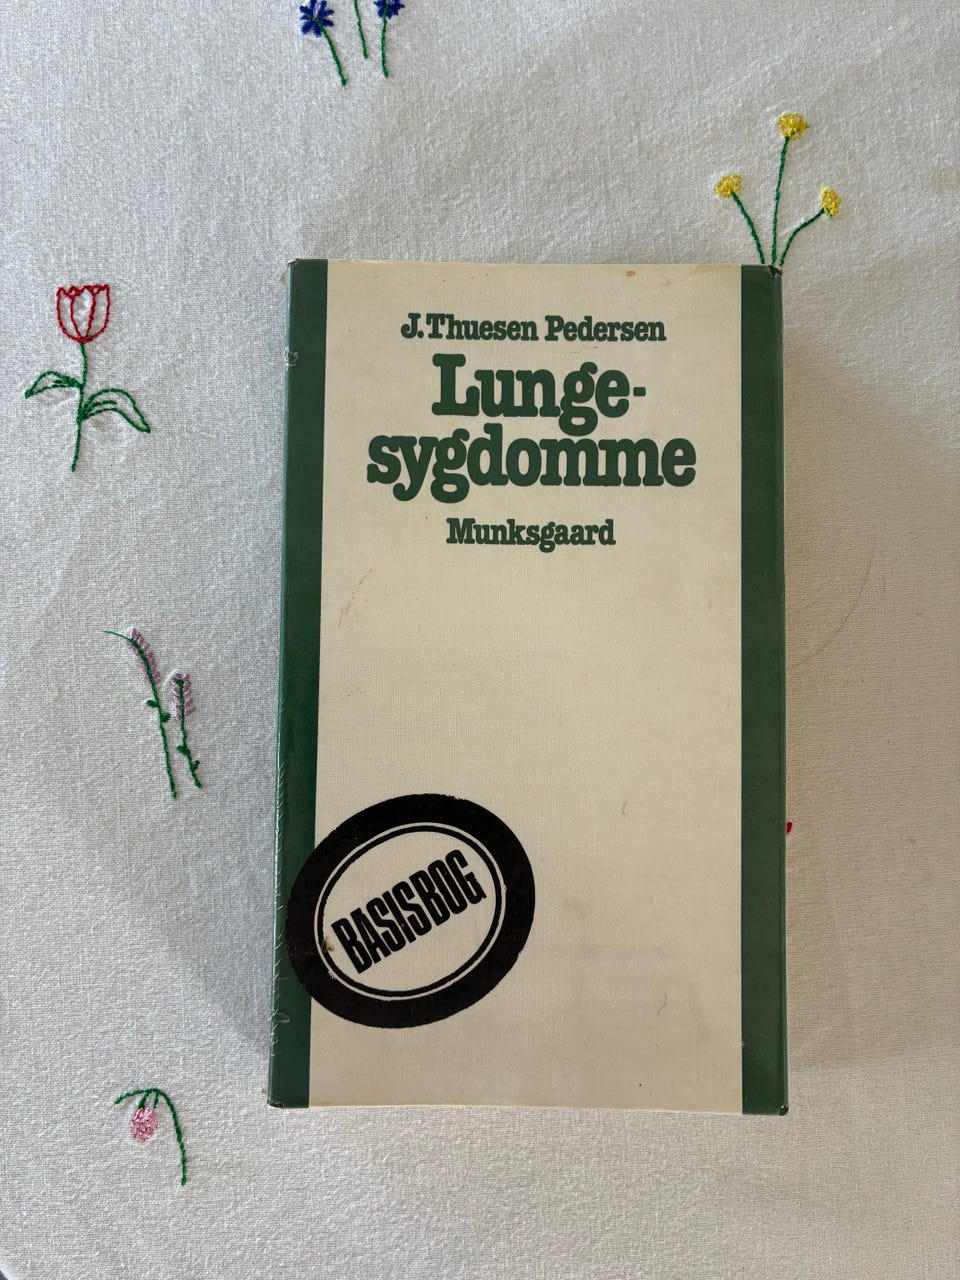 J. Thuesen Pedersen
Lunge-
sygdomme
Munksgaard
BASISBOG